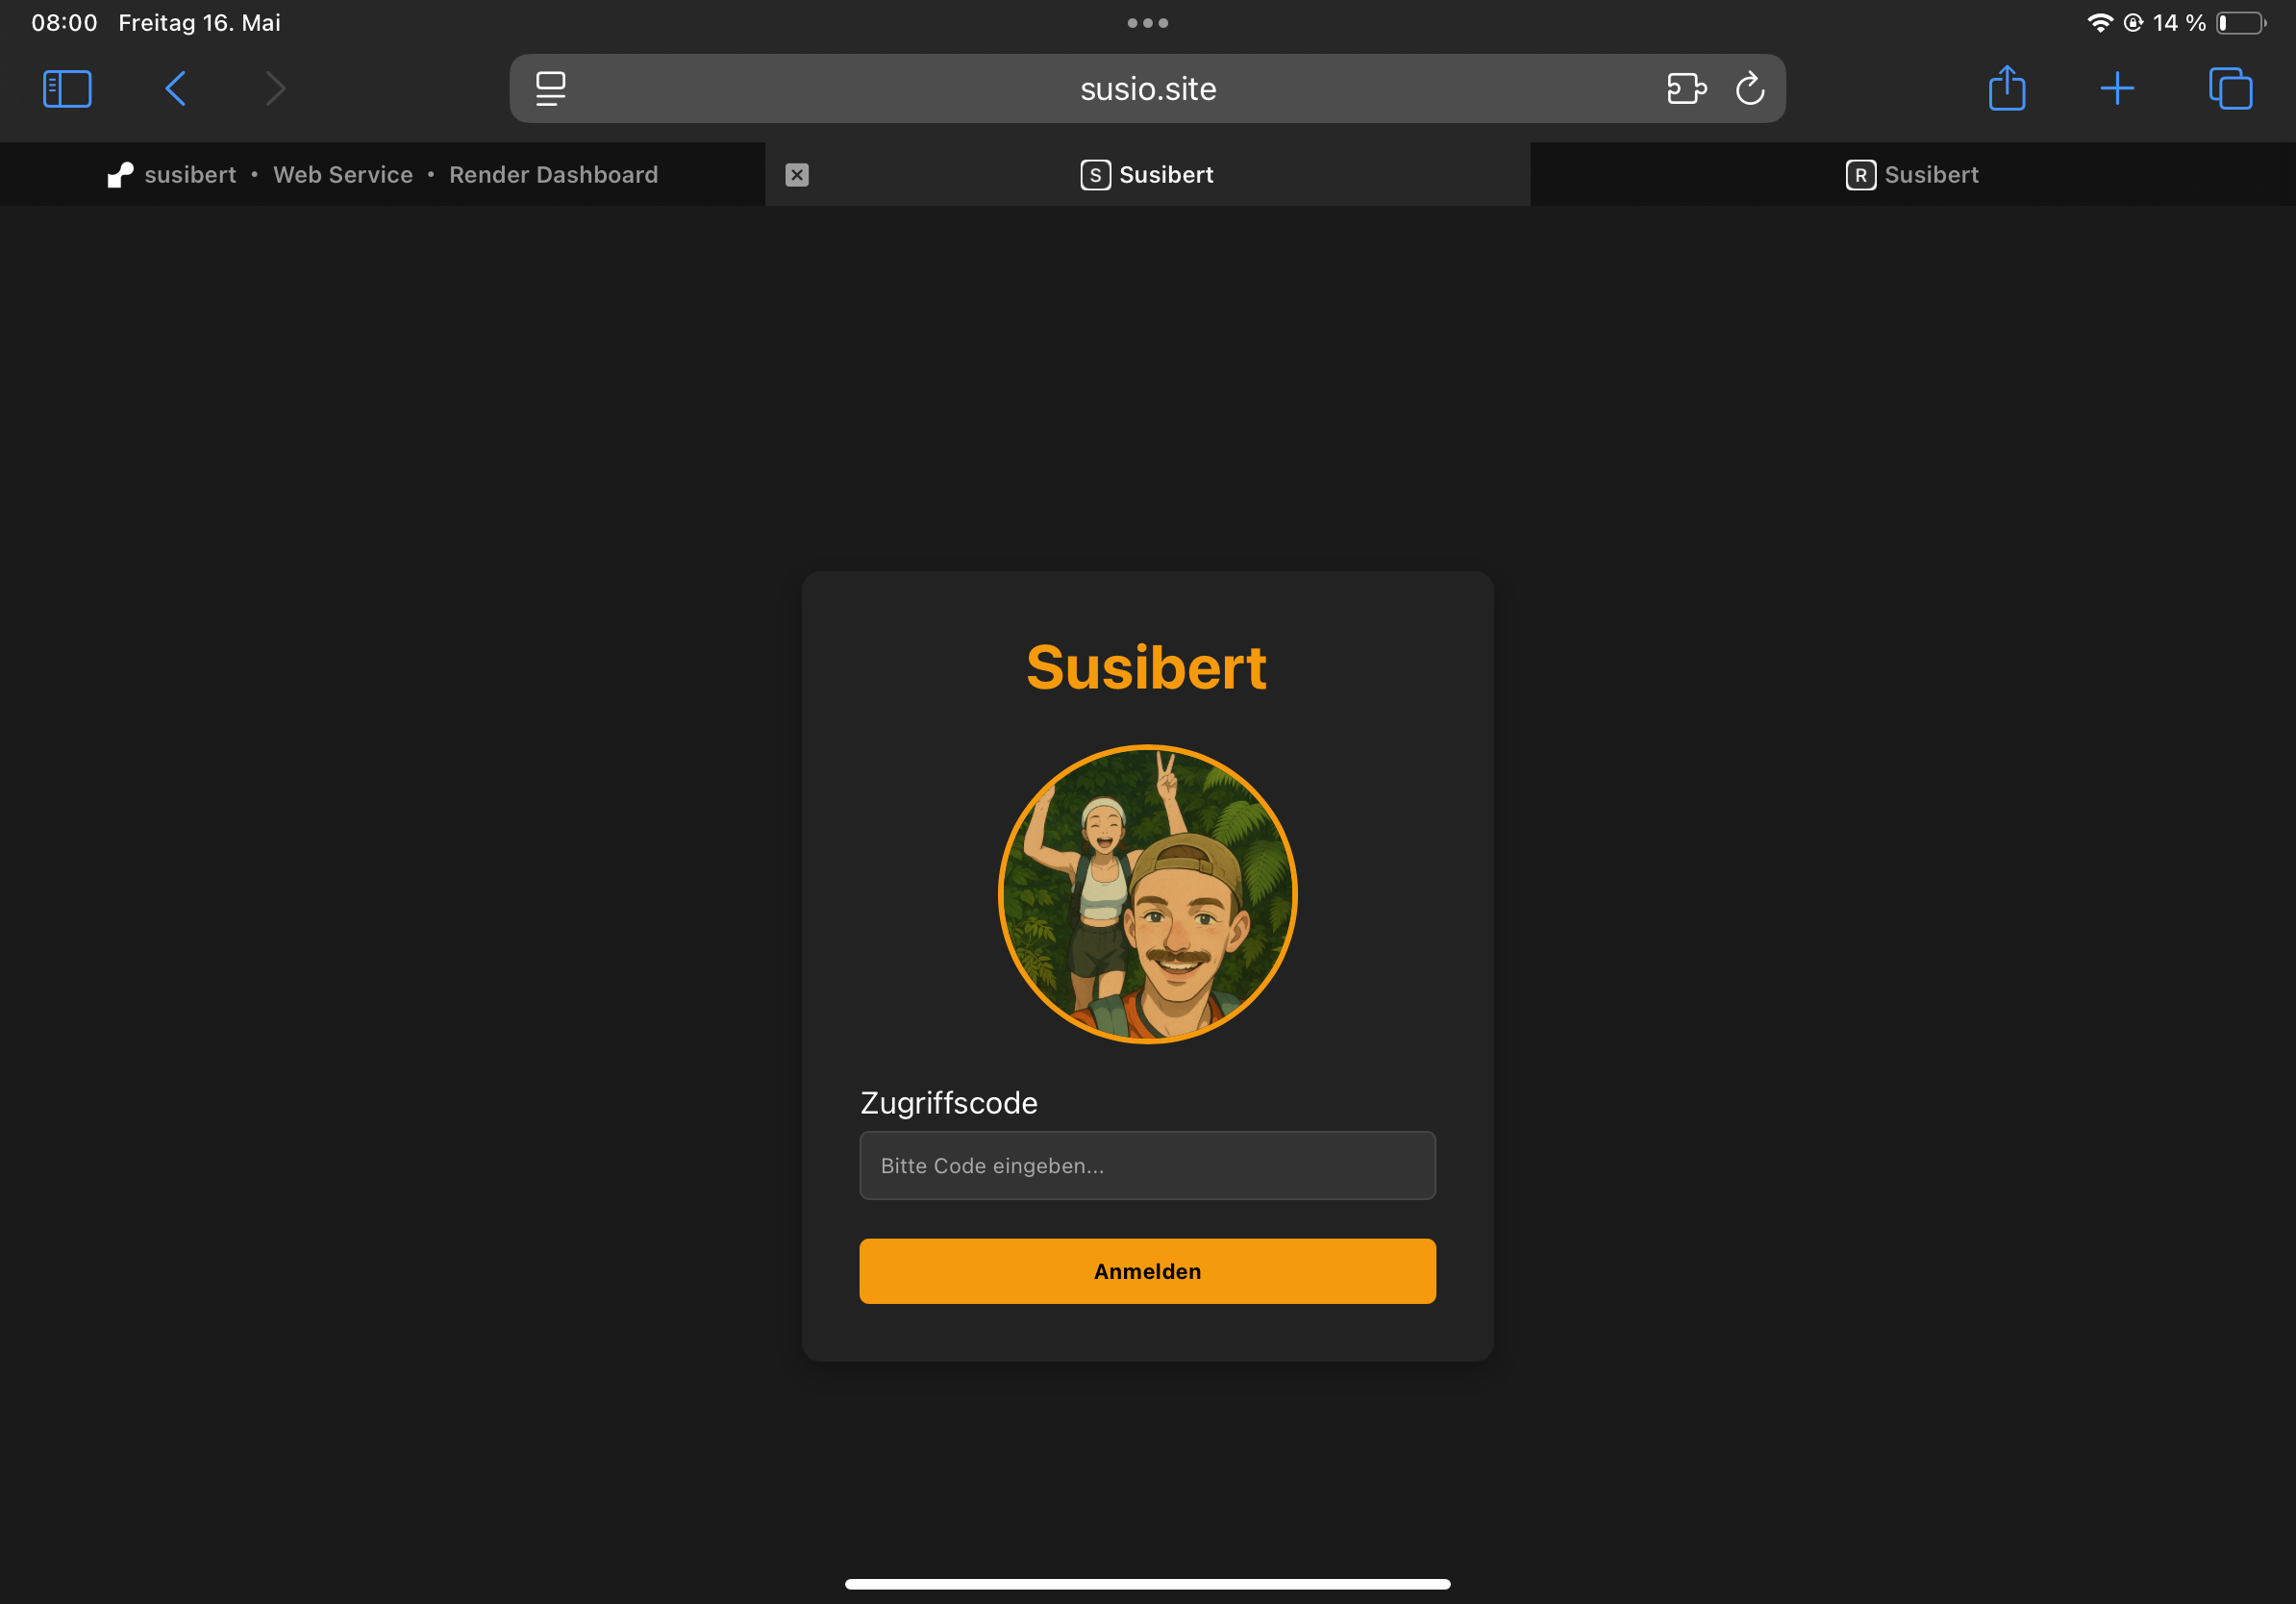 08:00 Freitag 16. Mai
14 %
susio.site
susibert • Web Service • Render Dashboard
S Susibert
R Susibert
Susibert
Zugriffscode
Bitte Code eingeben...
Anmelden